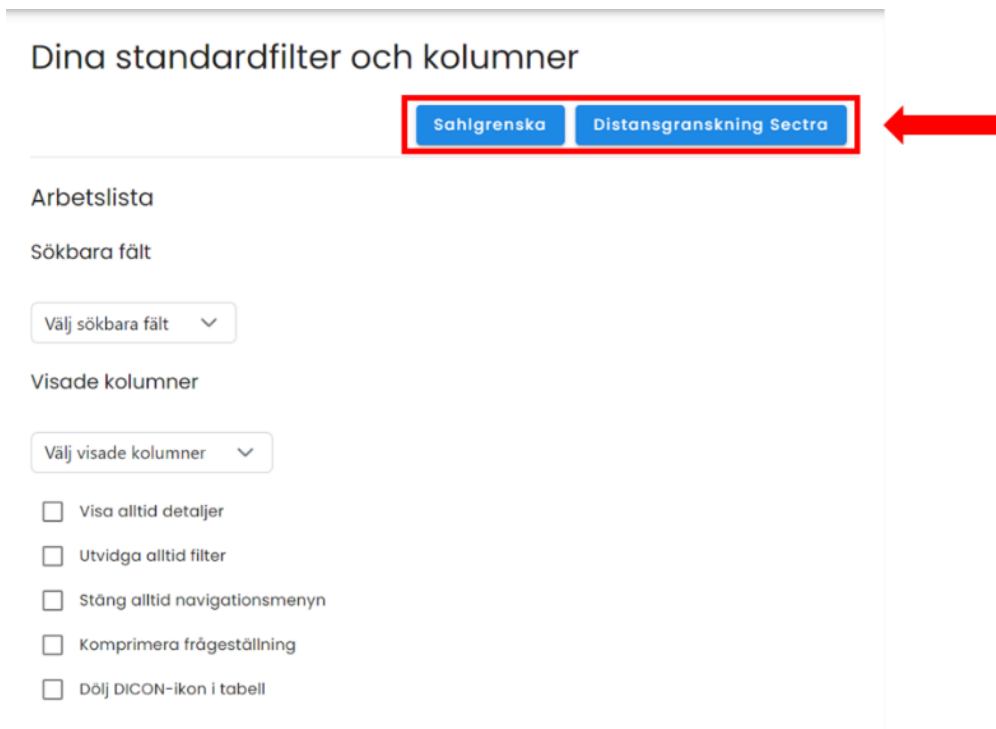 Dina standardfilter och kolumner
Sahlgrenska Distansgranskning Sectra
Arbetslista
Sökbara fält
Välj sökbara fält
Visade kolumner
Välj visade kolumner
Visa alltid detaljer
Utvidga alltid filter
Stäng alltid navigationsmenyn
Komprimera frågeställning
Dölj DICON-ikon i tabell